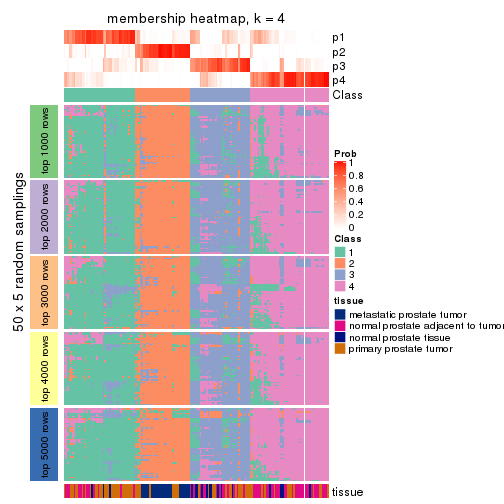 membership heatmap, k = 4
p1
p2
p3
p4
Class
50 x 5 random samplings
top 1000 rows
top 2000 rows
top 3000 rows
top 4000 rows
top 5000 rows
Prob
1
0.8
0.6
0.4
0.2
0
Class
1
2
3
4
tissue
metastatic prostate tumor
normal prostate adjacent to tumor
normal prostate tissue
primary prostate tumor
tissue